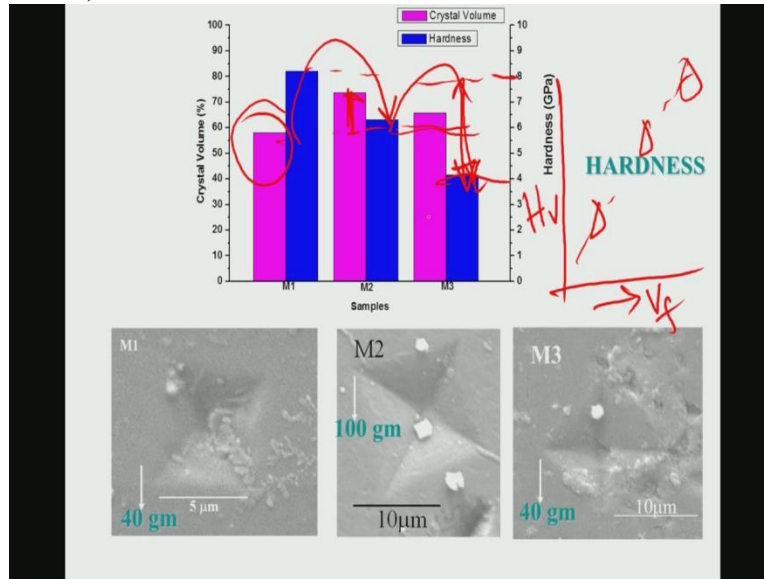 Crystal Volume
Hardness
100
90
80
70
60
50
40
30
20
10
0
Crystal Volume (%)
10
9
8
7
6
5
4
3
2
1
0
Hardness (GPa)
M1
M2
M3
Samples
HARDNESS
Hv
Vf
M1
40 gm
5 μm
M2
100 gm
10μm
M3
40 gm
10μm